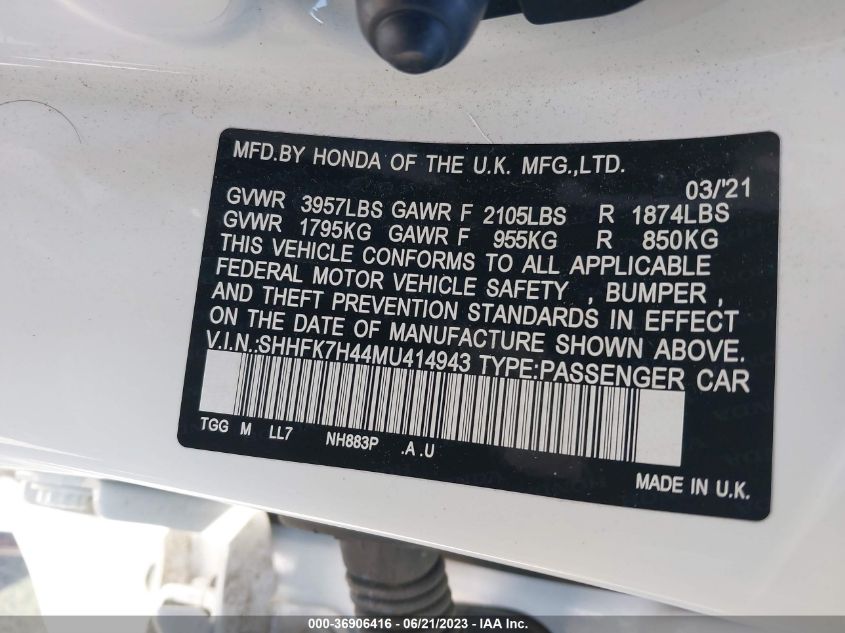 MFD.BY HONDA OF THE U.K. MFG.,LTD.
03/'21
GVWR 3957LBS GAWR F 2105LBS R 1874LBS
GVWR 1795KG GAWR F 955KG R 850KG
THIS VEHICLE CONFORMS TO ALL APPLICABLE
FEDERAL MOTOR VEHICLE SAFETY , BUMPER ,
AND THEFT PREVENTION STANDARDS IN EFFECT
ON THE DATE OF MANUFACTURE SHOWN ABOVE.
V.I.N.:SHHFK7H44MU414943 TYPE:PASSENGER CAR
TGG M LL7 NH883P .A .U
MADE IN U.K.
000-36906416 - 06/21/2023 - IAA Inc.